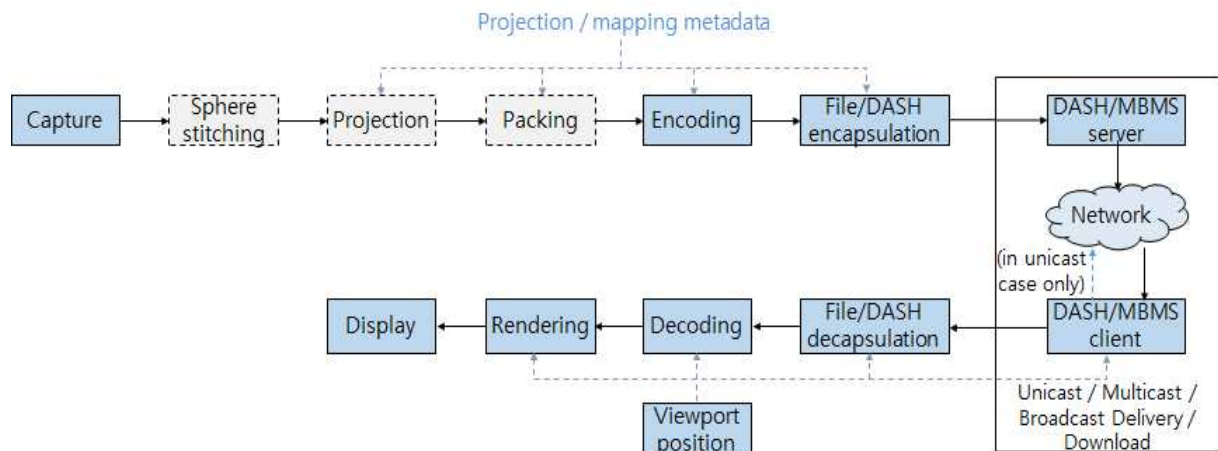 Projection / mapping metadata
Capture
Sphere
stitching
Projection
Packing
Encoding
File/DASH
encapsulation
DASH/MBMS
server
Network
(in unicast
case only)
Display
Rendering
Decoding
File/DASH
decapsulation
DASH/MBMS
client
Viewport
position
Unicast / Multicast /
Broadcast Delivery /
Download